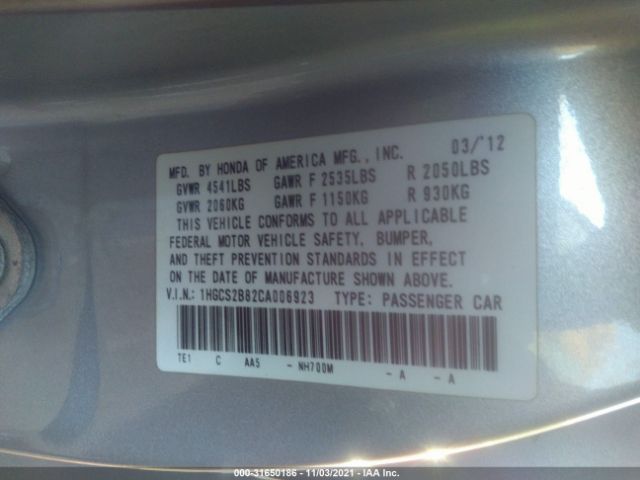 MFD. BY HONDA OF AMERICA MFG., INC. 03/'12
GVWR 4541LBS GAWR F 2535LBS R 2050LBS
GVWR 2060KG GAWR F 1150KG R 930KG
THIS VEHICLE CONFORMS TO ALL APPLICABLE
FEDERAL MOTOR VEHICLE SAFETY, BUMPER,
AND THEFT PREVENTION STANDARDS IN EFFECT
ON THE DATE OF MANUFACTURE SHOWN ABOVE.
V.I.N.: 1HGCS2B82CA006923 TYPE: PASSENGER CAR
TE1 C AA5 - NH700M - A - A
000-31650186 - 11/03/2021 - IAA Inc.